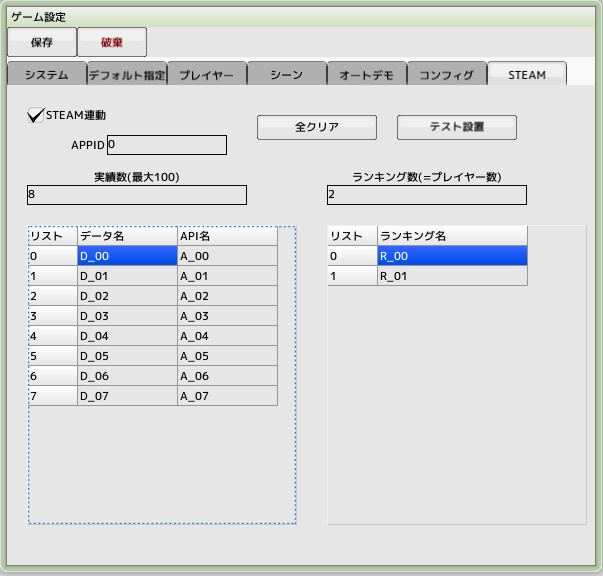 ゲーム設定
保存 破棄
システム デフォルト指定 プレイヤー シーン オートデモ コンフィグ STEAM
STEAM連動
全クリア テスト設置
APPID 0
実績数(最大100) ランキング数(=プレイヤー数)
8 2
リスト データ名 API名 リスト ランキング名
0 D_00 A_00 0 R_00
1 D_01 A_01 1 R_01
2 D_02 A_02
3 D_03 A_03
4 D_04 A_04
5 D_05 A_05
6 D_06 A_06
7 D_07 A_07